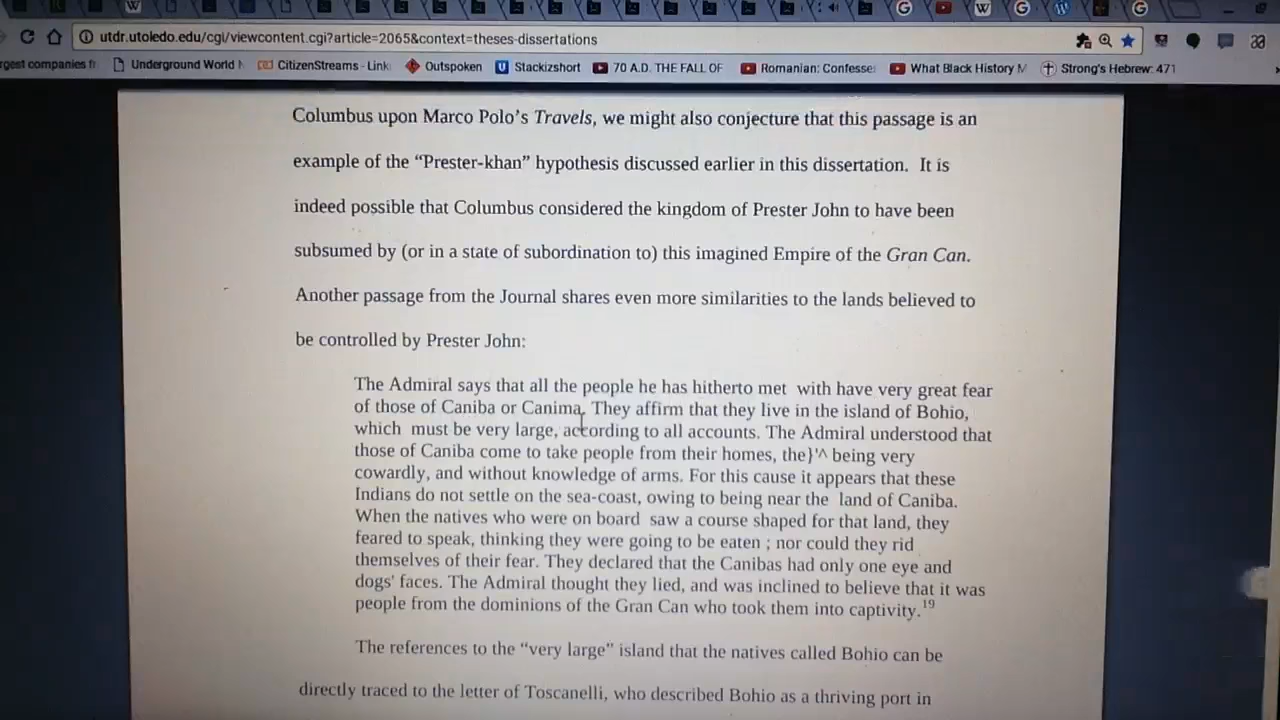 utdr.utoledo.edu/cgi/viewcontent.cgi?article=2065&context=theses-dissertations
rgest companies fr Underground World N CitizenStreams - Link: Outspoken Stackizshort 70 A.D. THE FALL OF Romanian: Confesse: What Black History M Strong's Hebrew: 471
Columbus upon Marco Polo's Travels, we might also conjecture that this passage is an
example of the “Prester-khan” hypothesis discussed earlier in this dissertation. It is
indeed possible that Columbus considered the kingdom of Prester John to have been
subsumed by (or in a state of subordination to) this imagined Empire of the Gran Can.
Another passage from the Journal shares even more similarities to the lands believed to
be controlled by Prester John:
The Admiral says that all the people he has hitherto met with have very great fear
of those of Caniba or Canima. They affirm that they live in the island of Bohio,
which must be very large, according to all accounts. The Admiral understood that
those of Caniba come to take people from their homes, the}'^ being very
cowardly, and without knowledge of arms. For this cause it appears that these
Indians do not settle on the sea-coast, owing to being near the land of Caniba.
When the natives who were on board saw a course shaped for that land, they
feared to speak, thinking they were going to be eaten ; nor could they rid
themselves of their fear. They declared that the Canibas had only one eye and
dogs' faces. The Admiral thought they lied, and was inclined to believe that it was
people from the dominions of the Gran Can who took them into captivity.19
The references to the “very large” island that the natives called Bohio can be
directly traced to the letter of Toscanelli, who described Bohio as a thriving port in